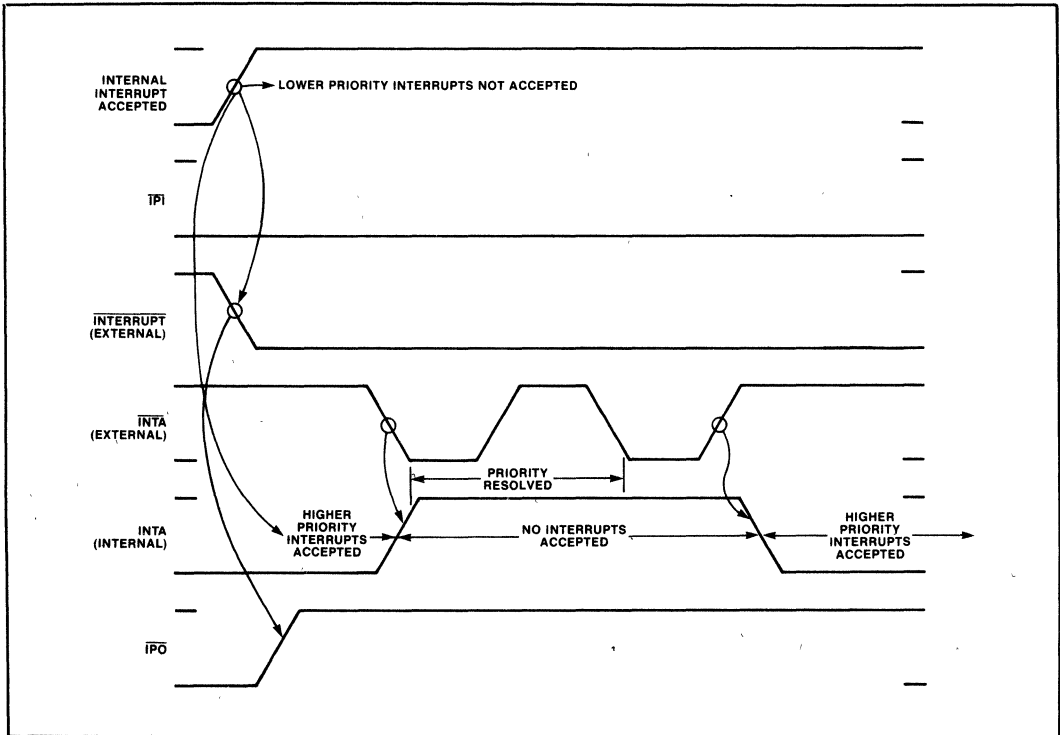 INTERNAL
INTERRUPT
ACCEPTED
LOWER PRIORITY INTERRUPTS NOT ACCEPTED
IPI
INTERRUPT
(EXTERNAL)
INTA
(EXTERNAL)
PRIORITY
RESOLVED
INTA
(INTERNAL)
HIGHER
PRIORITY
INTERRUPTS
ACCEPTED
NO INTERRUPTS
ACCEPTED
HIGHER
PRIORITY
INTERRUPTS
ACCEPTED
IPO